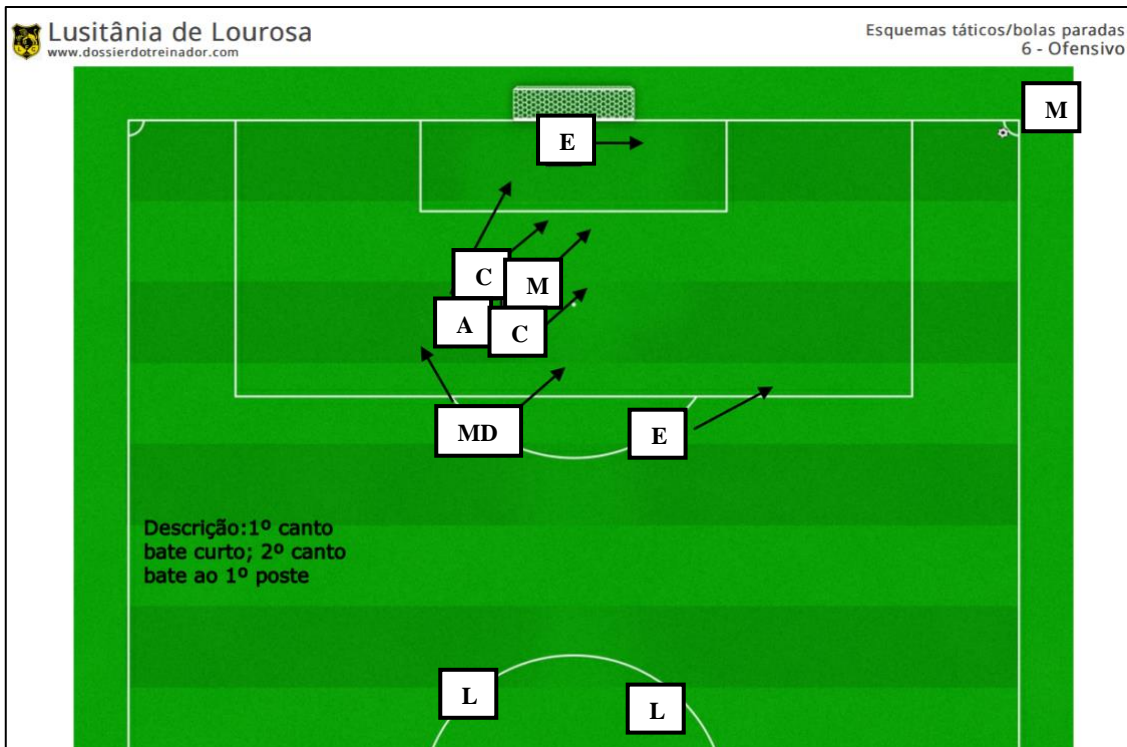 Lusitânia de Lourosa
www.dossierdotreinador.com
Esquemas táticos/bolas paradas
6 - Ofensivo
M
E
C
M
A
C
MD
E
Descrição:1º canto
bate curto; 2º canto
bate ao 1º poste
L
L